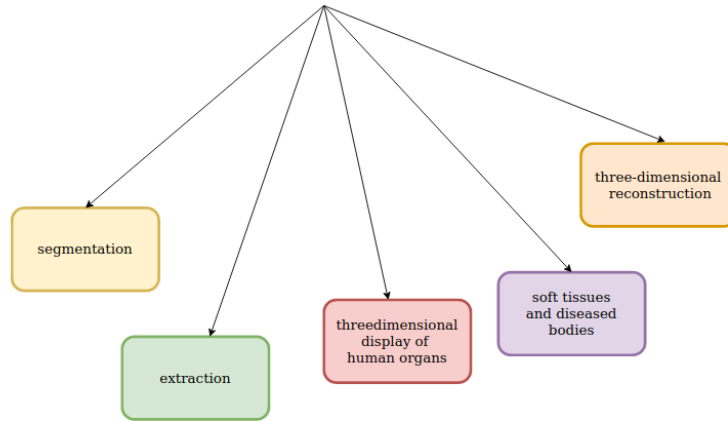 segmentation
extraction
threedimensional
display of
human organs
soft tissues
and diseased
bodies
three-dimensional
reconstruction